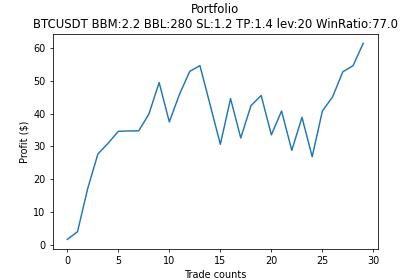 Portfolio
BTCUSDT BBM:2.2 BBL:280 SL:1.2 TP:1.4 lev:20 WinRatio:77.0
60
50
40
30
20
10
0
Profit ($)
0 5 10 15 20 25 30
Trade counts